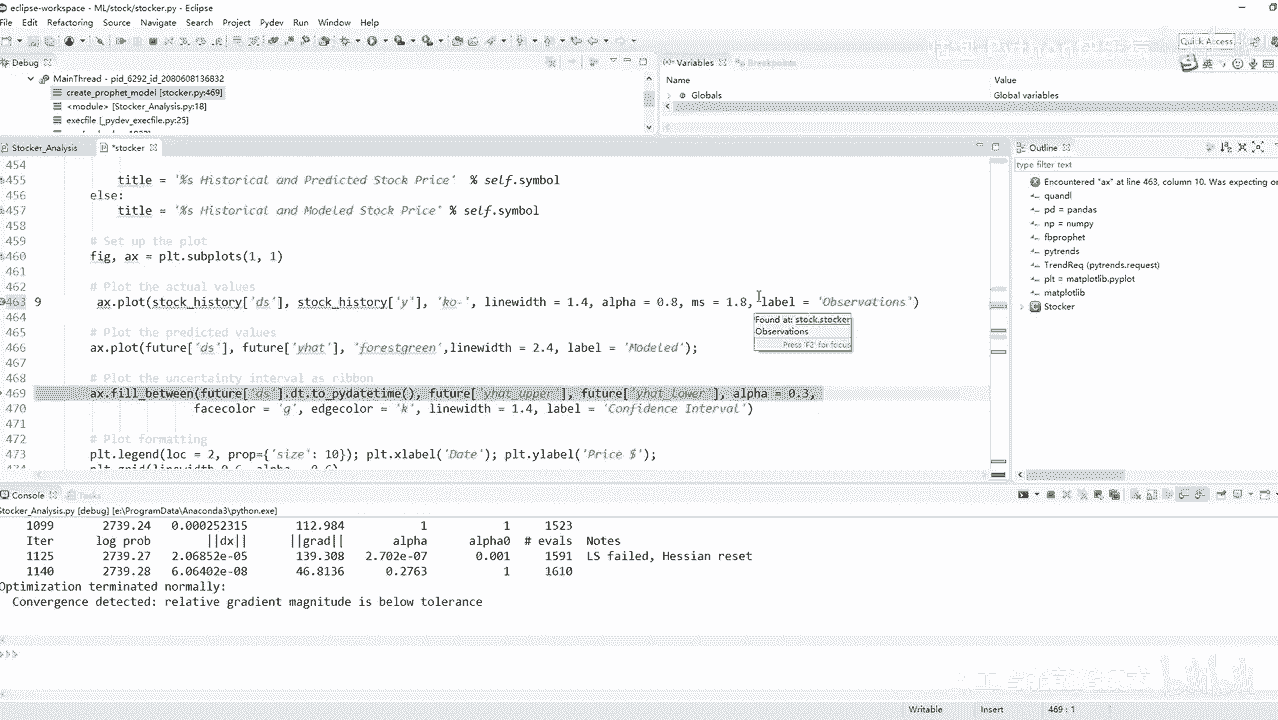 eclipse-workspace - ML/stock/stocker.py - Eclipse
File Edit Refactoring Source Navigate Search Project Pydev Run Window Help
Quick Access
Debug
MainThread - pid_6292_id_2080608136832
create_prophet_model [stocker.py:469]
<module> [Stocker_Analysis.py:18]
execfile [_pydev_execfile.py:25]
Variables Breakpoints
Name Value
Globals Global variables
Stocker_Analysis *stocker
454
455 title = '%s Historical and Predicted Stock Price' % self.symbol
456 else:
457 title = '%s Historical and Modeled Stock Price' % self.symbol
458
459 # Set up the plot
460 fig, ax = plt.subplots(1, 1)
461
462 # Plot the actual values
463 9 ax.plot(stock_history['ds'], stock_history['y'], 'ko-', linewidth = 1.4, alpha = 0.8, ms = 1.8, label = 'Observations')
464
465 # Plot the predicted values
466 ax.plot(future['ds'], future['yhat'], 'forestgreen',linewidth = 2.4, label = 'Modeled');
467
468 # Plot the uncertainty interval as ribbon
469 ax.fill_between(future['ds'].dt.to_pydatetime(), future['yhat_upper'], future['yhat_lower'], alpha = 0.3,
470 facecolor = 'g', edgecolor = 'k', linewidth = 1.4, label = 'Confidence Interval')
471
472 # Plot formatting
473 plt.legend(loc = 2, prop={'size': 10}); plt.xlabel('Date'); plt.ylabel('Price $');
Found at: stock.stocker
Observations
Press 'F2' for focus
Outline
type filter text
Encountered "ax" at line 463, column 10. Was expecting
quandl
pd = pandas
np = numpy
fbprophet
pytrends
TrendReq (pytrends.request)
plt = matplotlib.pyplot
matplotlib
Stocker
Console Tasks
Stocker_Analysis.py [debug] [e:\ProgramData\Anaconda3\python.exe]
1099 2739.24 0.000252315 112.984 1 1 1523
Iter log prob ||dx|| ||grad|| alpha alpha0 # evals Notes
1125 2739.27 2.06852e-05 139.308 2.702e-07 0.001 1591 LS failed, Hessian reset
1140 2739.28 6.06402e-08 46.8136 0.2763 1 1610
Optimization terminated normally:
Convergence detected: relative gradient magnitude is below tolerance
>>>
Writable Insert 469 : 1